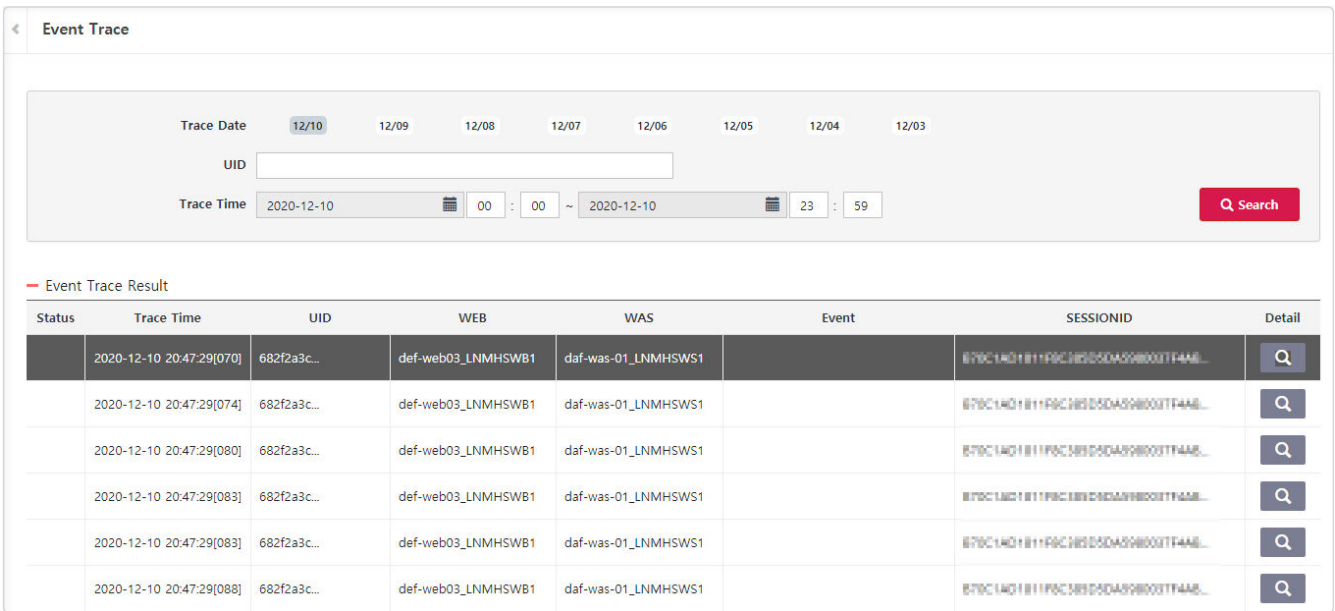 Event Trace
Trace Date 12/10 12/09 12/08 12/07 12/06 12/05 12/04 12/03
UID
Trace Time 2020-12-10 00 : 00 ~ 2020-12-10 23 : 59 Search
Event Trace Result
Status Trace Time UID WEB WAS Event SESSIONID Detail
2020-12-10 20:47:29[070] 682f2a3c... def-web03_LNMHSWB1 daf-was-01_LNMHSWS1
2020-12-10 20:47:29[074] 682f2a3c... def-web03_LNMHSWB1 daf-was-01_LNMHSWS1
2020-12-10 20:47:29[080] 682f2a3c... def-web03_LNMHSWB1 daf-was-01_LNMHSWS1
2020-12-10 20:47:29[083] 682f2a3c... def-web03_LNMHSWB1 daf-was-01_LNMHSWS1
2020-12-10 20:47:29[083] 682f2a3c... def-web03_LNMHSWB1 daf-was-01_LNMHSWS1
2020-12-10 20:47:29[088] 682f2a3c... def-web03_LNMHSWB1 daf-was-01_LNMHSWS1